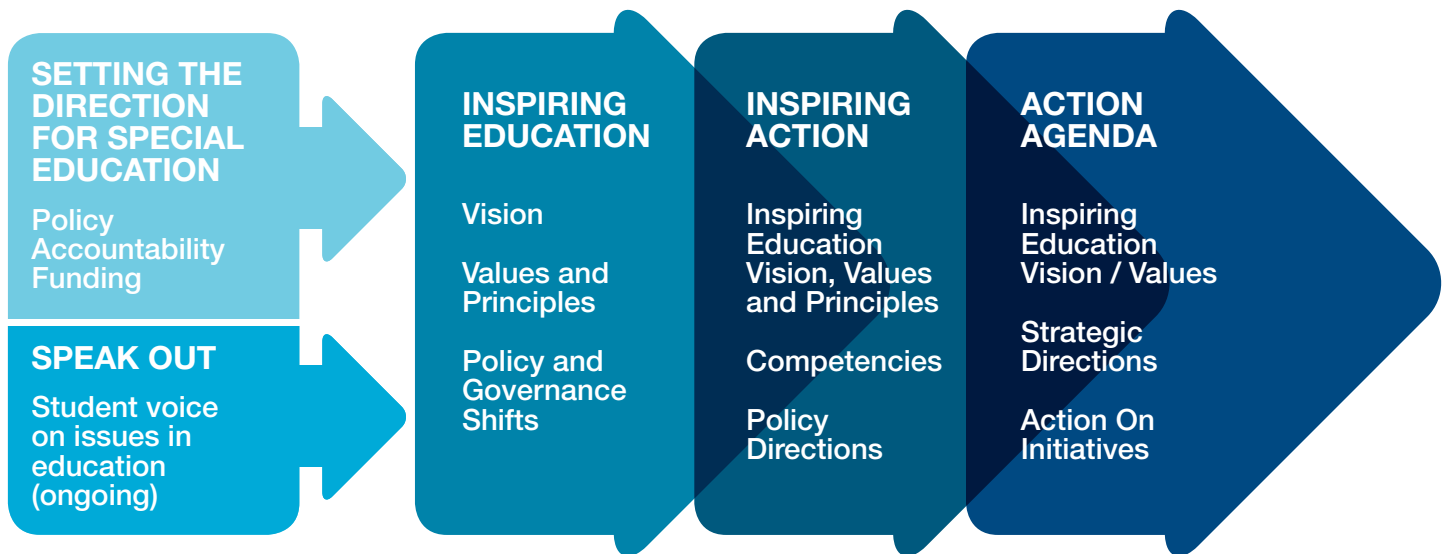 SETTING THE
DIRECTION
FOR SPECIAL
EDUCATION
Policy
Accountability
Funding
SPEAK OUT
Student voice
on issues in
education
(ongoing)
INSPIRING
EDUCATION
Vision
Values and
Principles
Policy and
Governance
Shifts
INSPIRING
ACTION
Inspiring
Education
Vision, Values
and Principles
Competencies
Policy
Directions
ACTION
AGENDA
Inspiring
Education
Vision / Values
Strategic
Directions
Action On
Initiatives